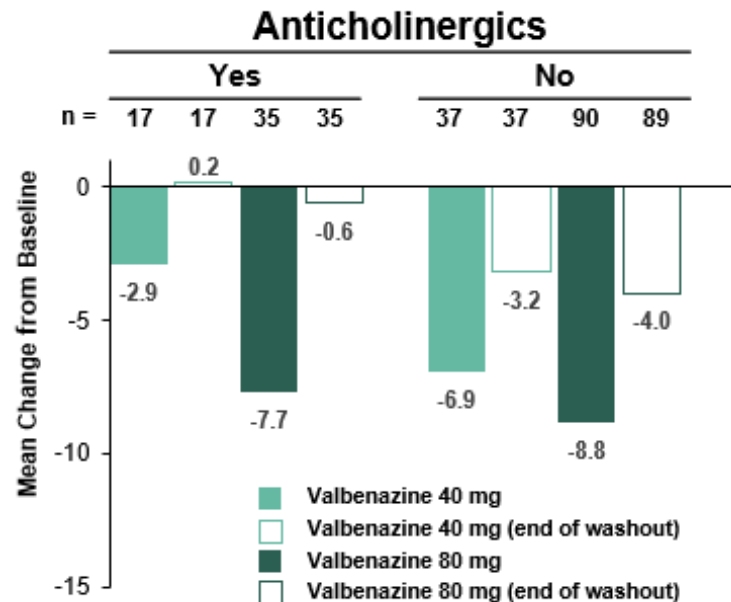 Anticholinergics
Yes No
n = 17 17 35 35 37 37 90 89
Mean Change from Baseline
0
-5
-10
-15
0.2
-0.6
-2.9
-3.2
-4.0
-7.7
-6.9
-8.8
Valbenazine 40 mg
Valbenazine 40 mg (end of washout)
Valbenazine 80 mg
Valbenazine 80 mg (end of washout)